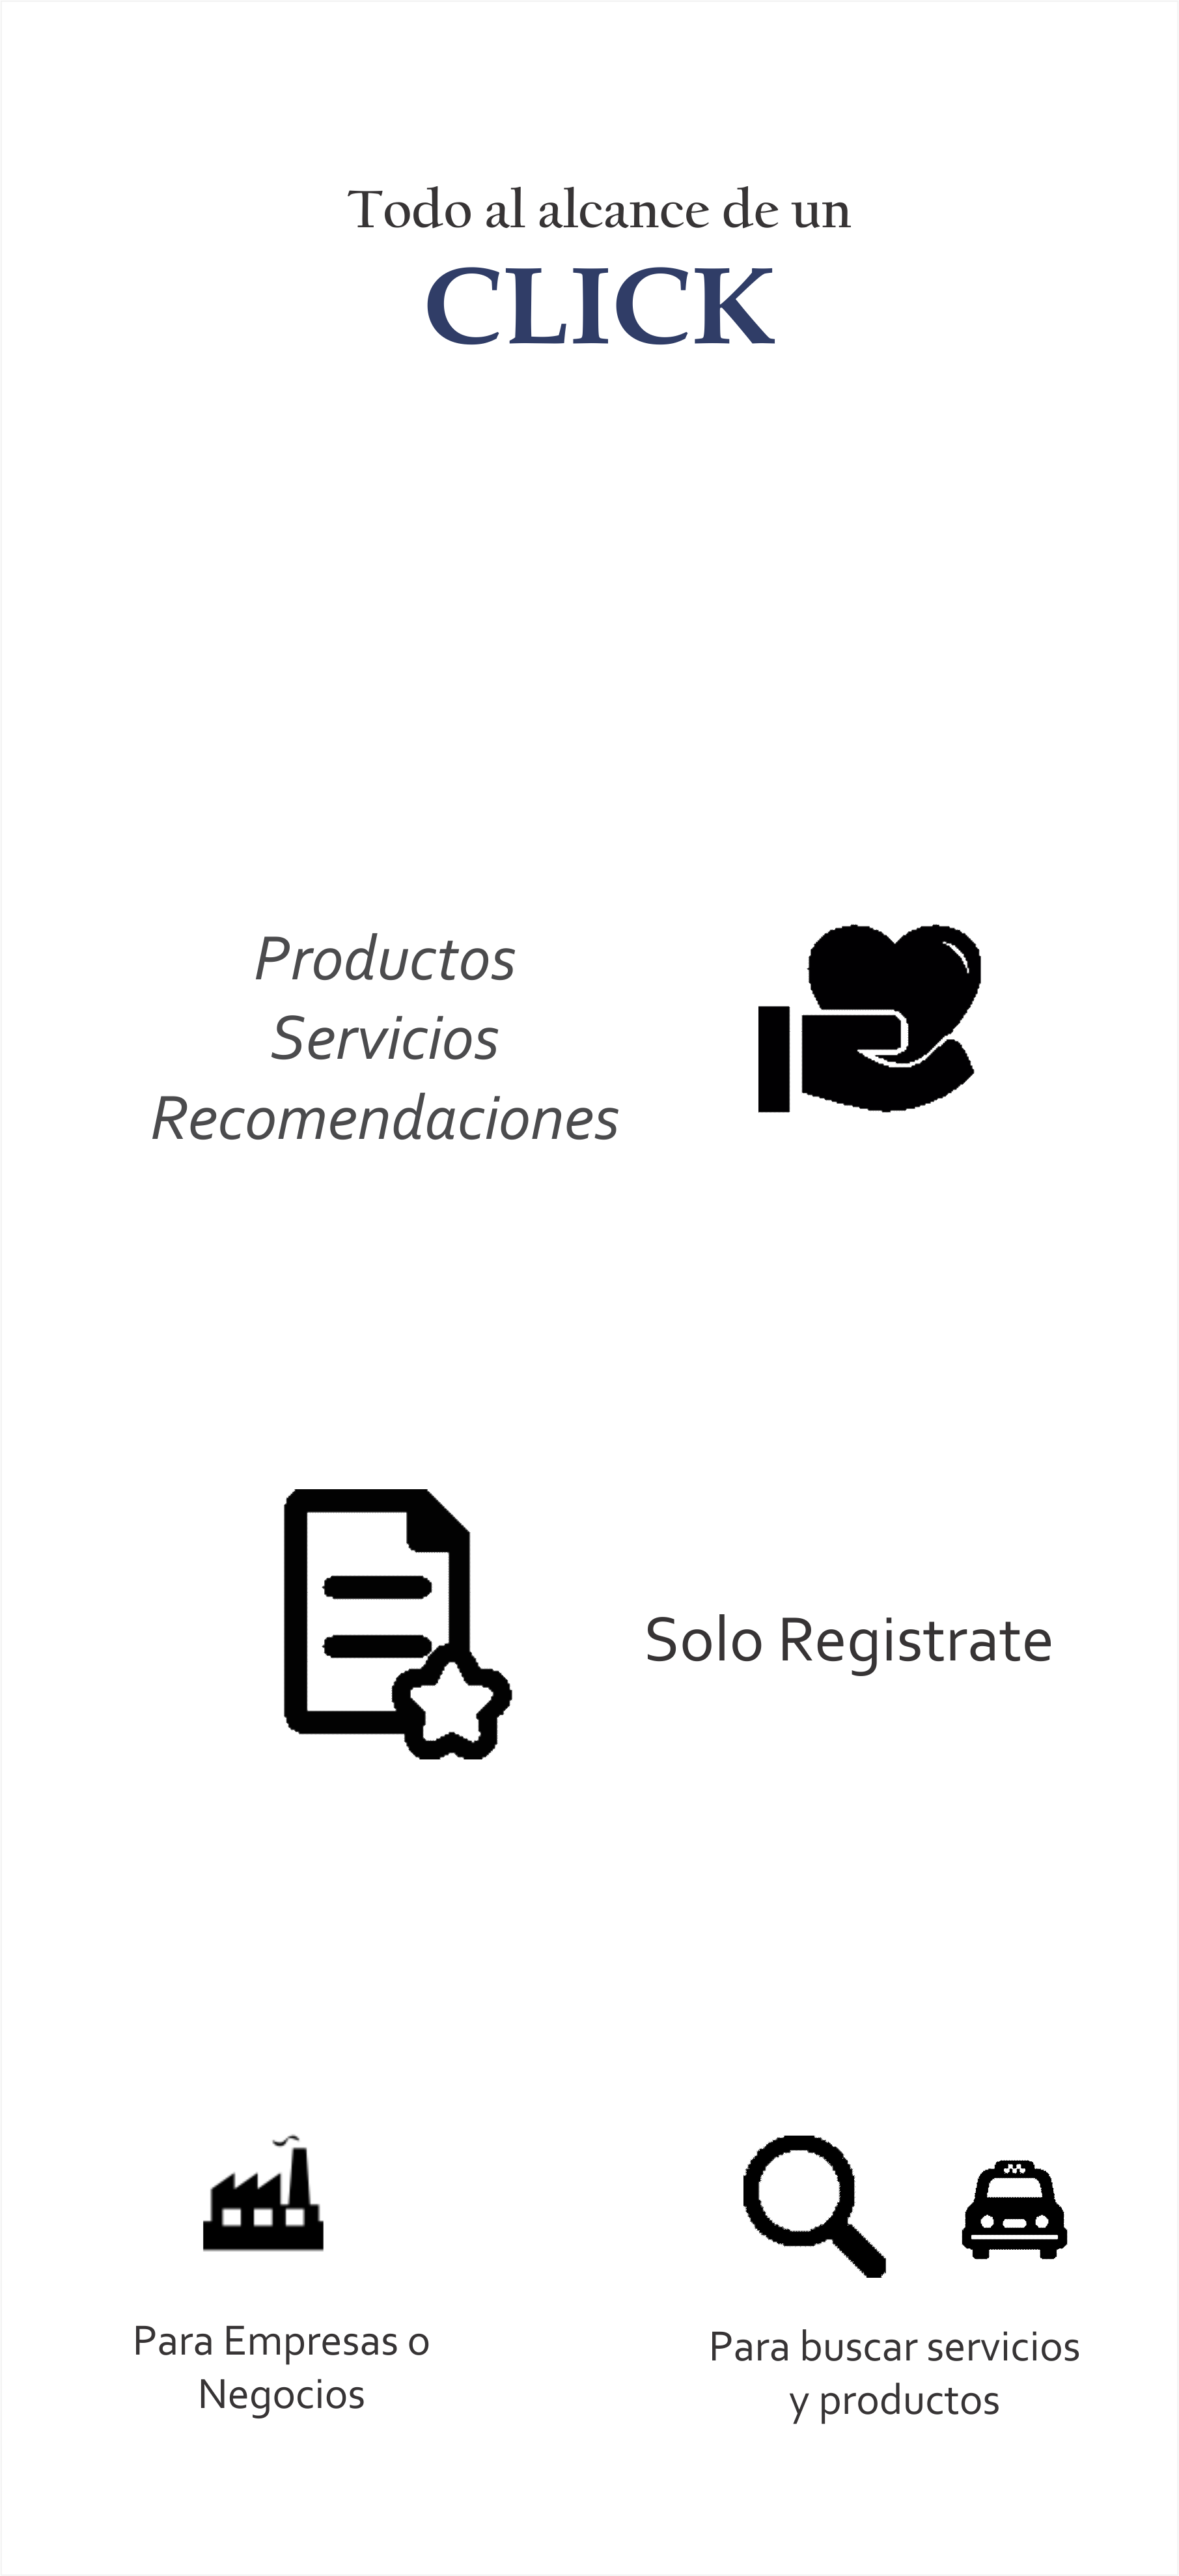 Todo al alcance de un
CLICK
Productos
Servicios
Recomendaciones
Solo Registrate
Para Empresas o
Negocios
Para buscar servicios
y productos